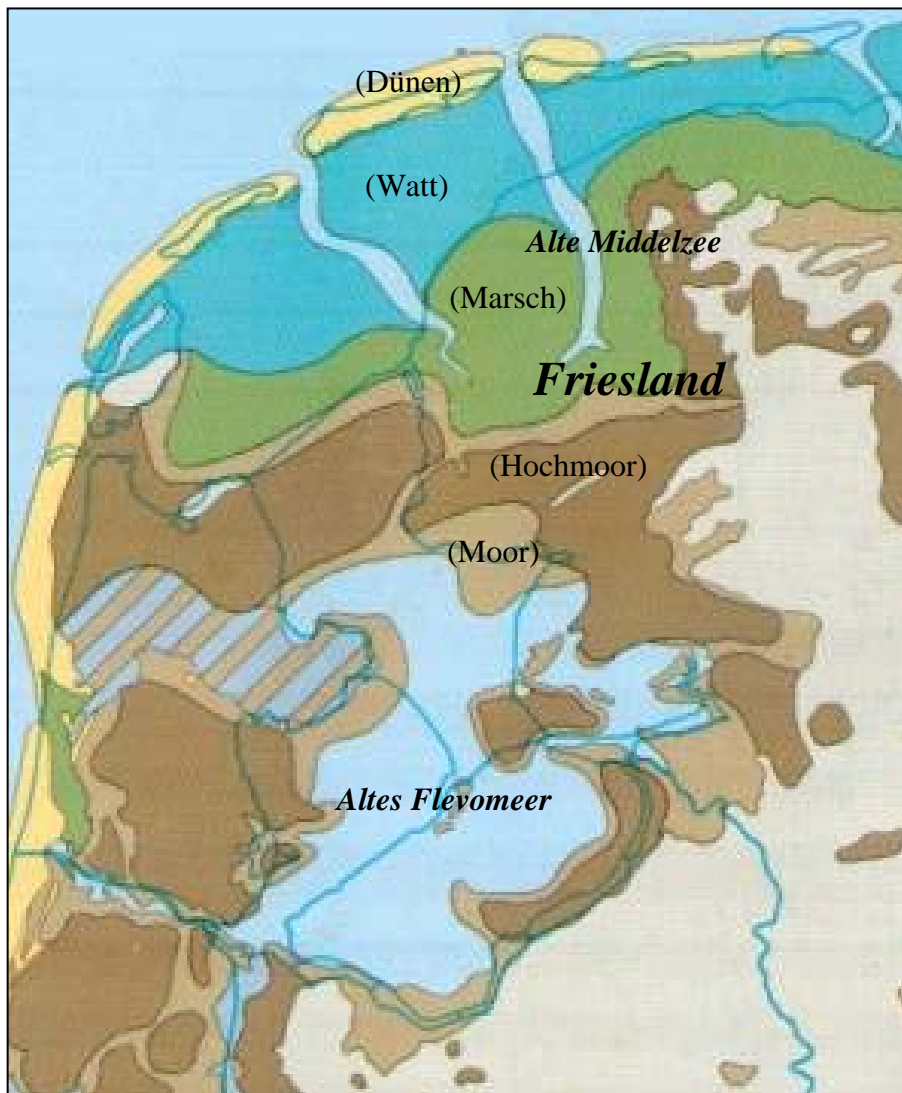 (Dünen)
(Watt)
Alte Middelzee
(Marsch)
Friesland
(Hochmoor)
(Moor)
Altes Flevomeer